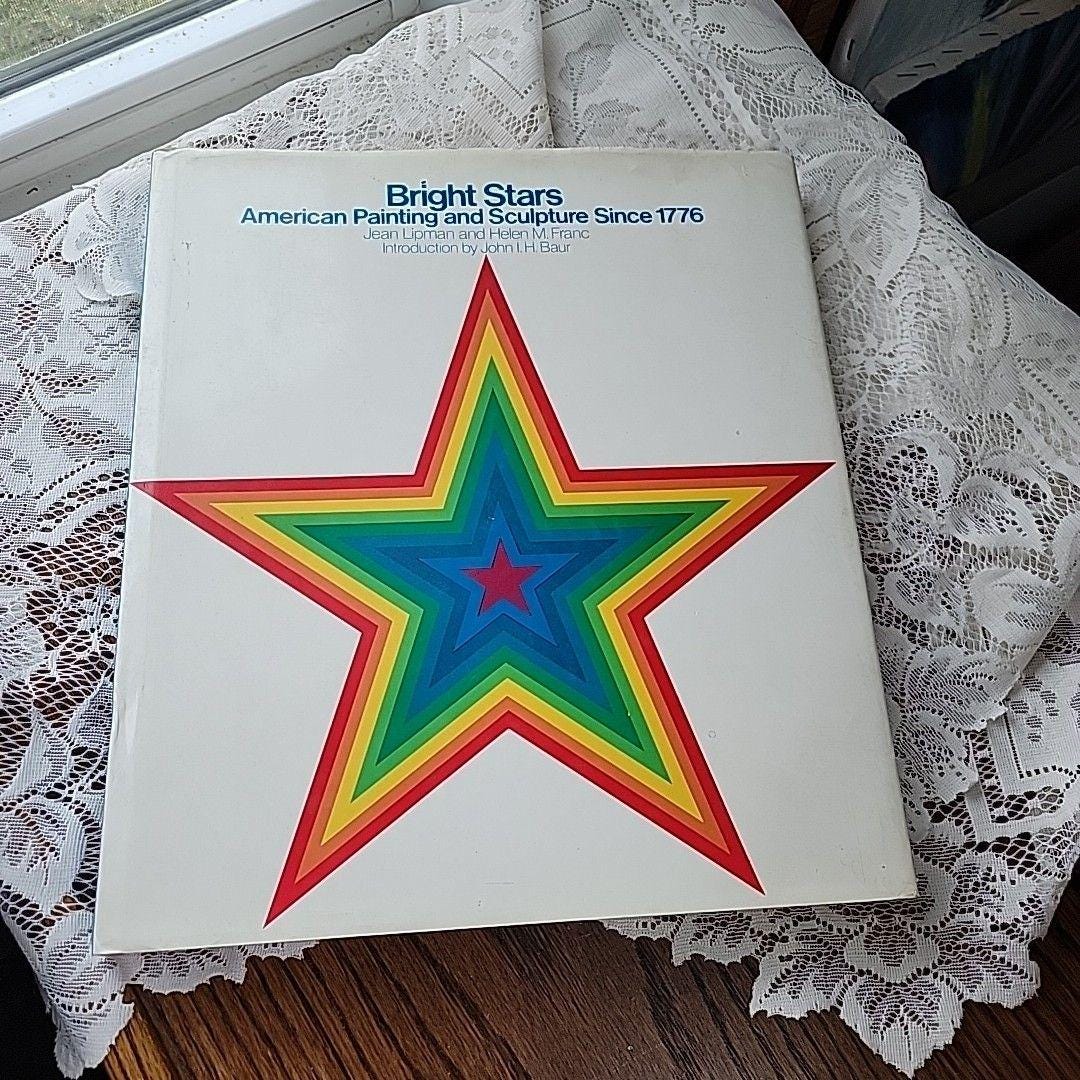 Bright Stars
American Painting and Sculpture Since 1776
Jean Lipman and Helen M. Franc
Introduction by John I. H. Baur